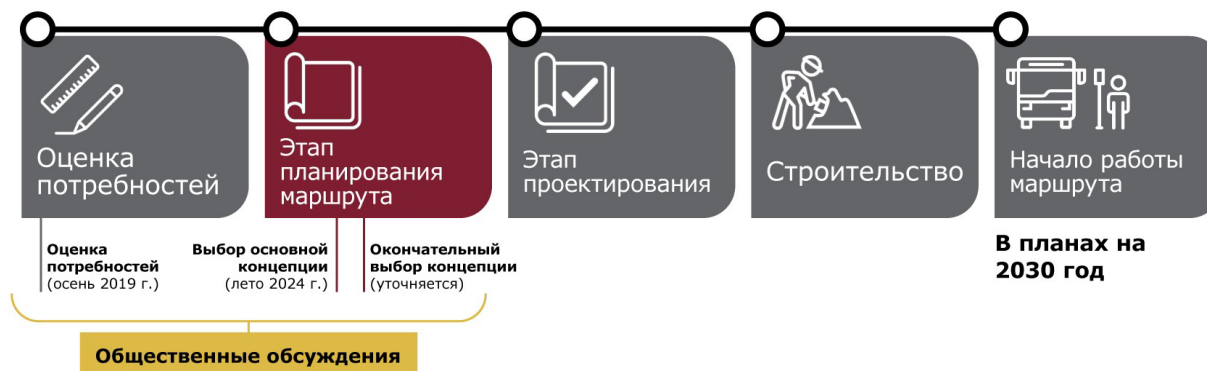 Оценка
потребностей
Этап
планирования
маршрута
Этап
проектирования
Строительство
Начало работы
маршрута
Оценка
потребностей
(осень 2019 г.)
Выбор основной
концепции
(лето 2024 г.)
Окончательный
выбор концепции
(уточняется)
В планах на
2030 год
Общественные обсуждения